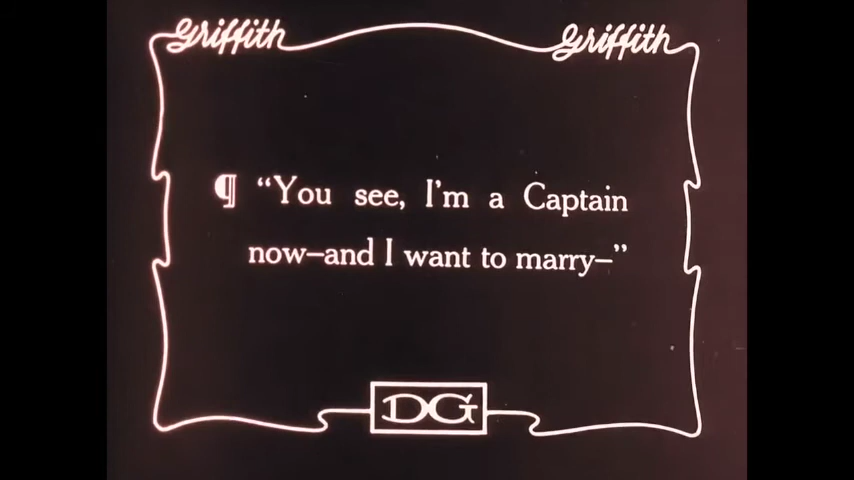 Griffith Griffith
¶ “You see, I'm a Captain
now—and I want to marry—”
DG